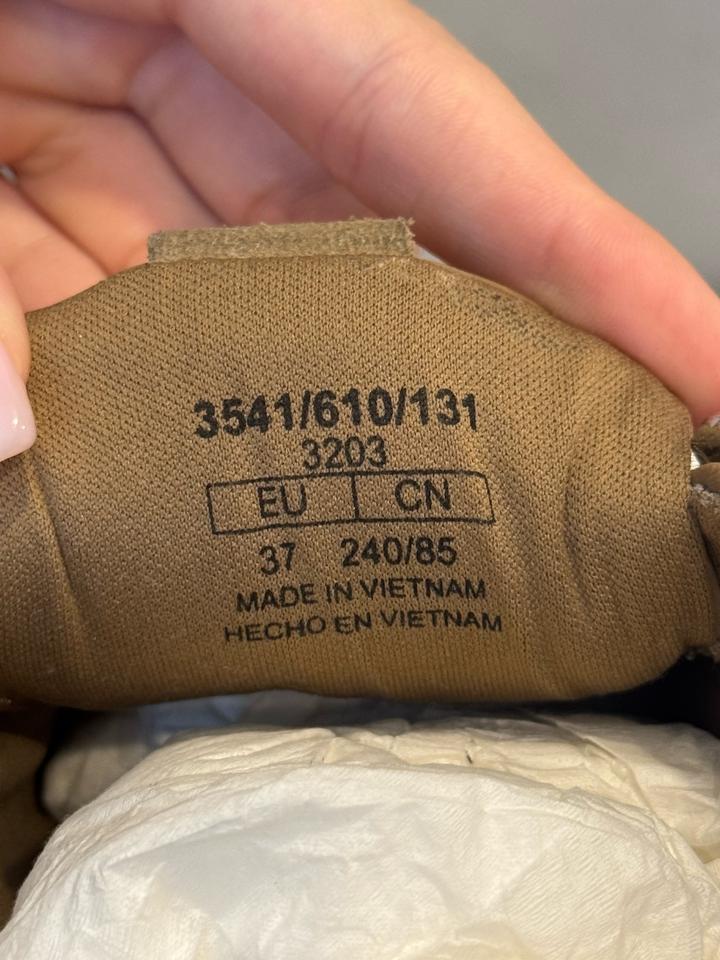 3541/610/131
3203
EU CN
37 240/85
MADE IN VIETNAM
HECHO EN VIETNAM